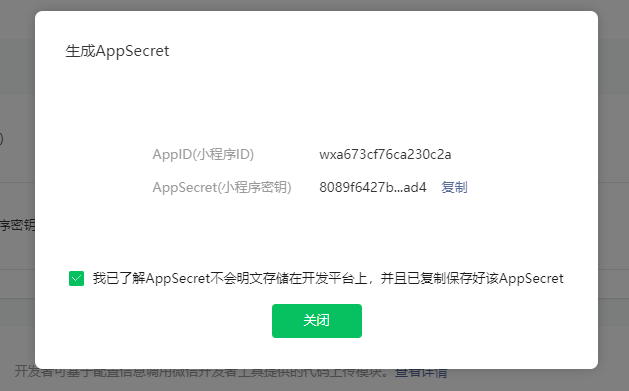 生成AppSecret
)
AppID(小程序ID) wxa673cf76ca230c2a
AppSecret(小程序密钥) 8089f6427b...ad4 复制
序密钥
我已了解AppSecret不会明文存储在开发平台上，并且已复制保存好该AppSecret
关闭
开发者可基于配置信息调用微信开发者工具提供的代码上传模块。查看详情